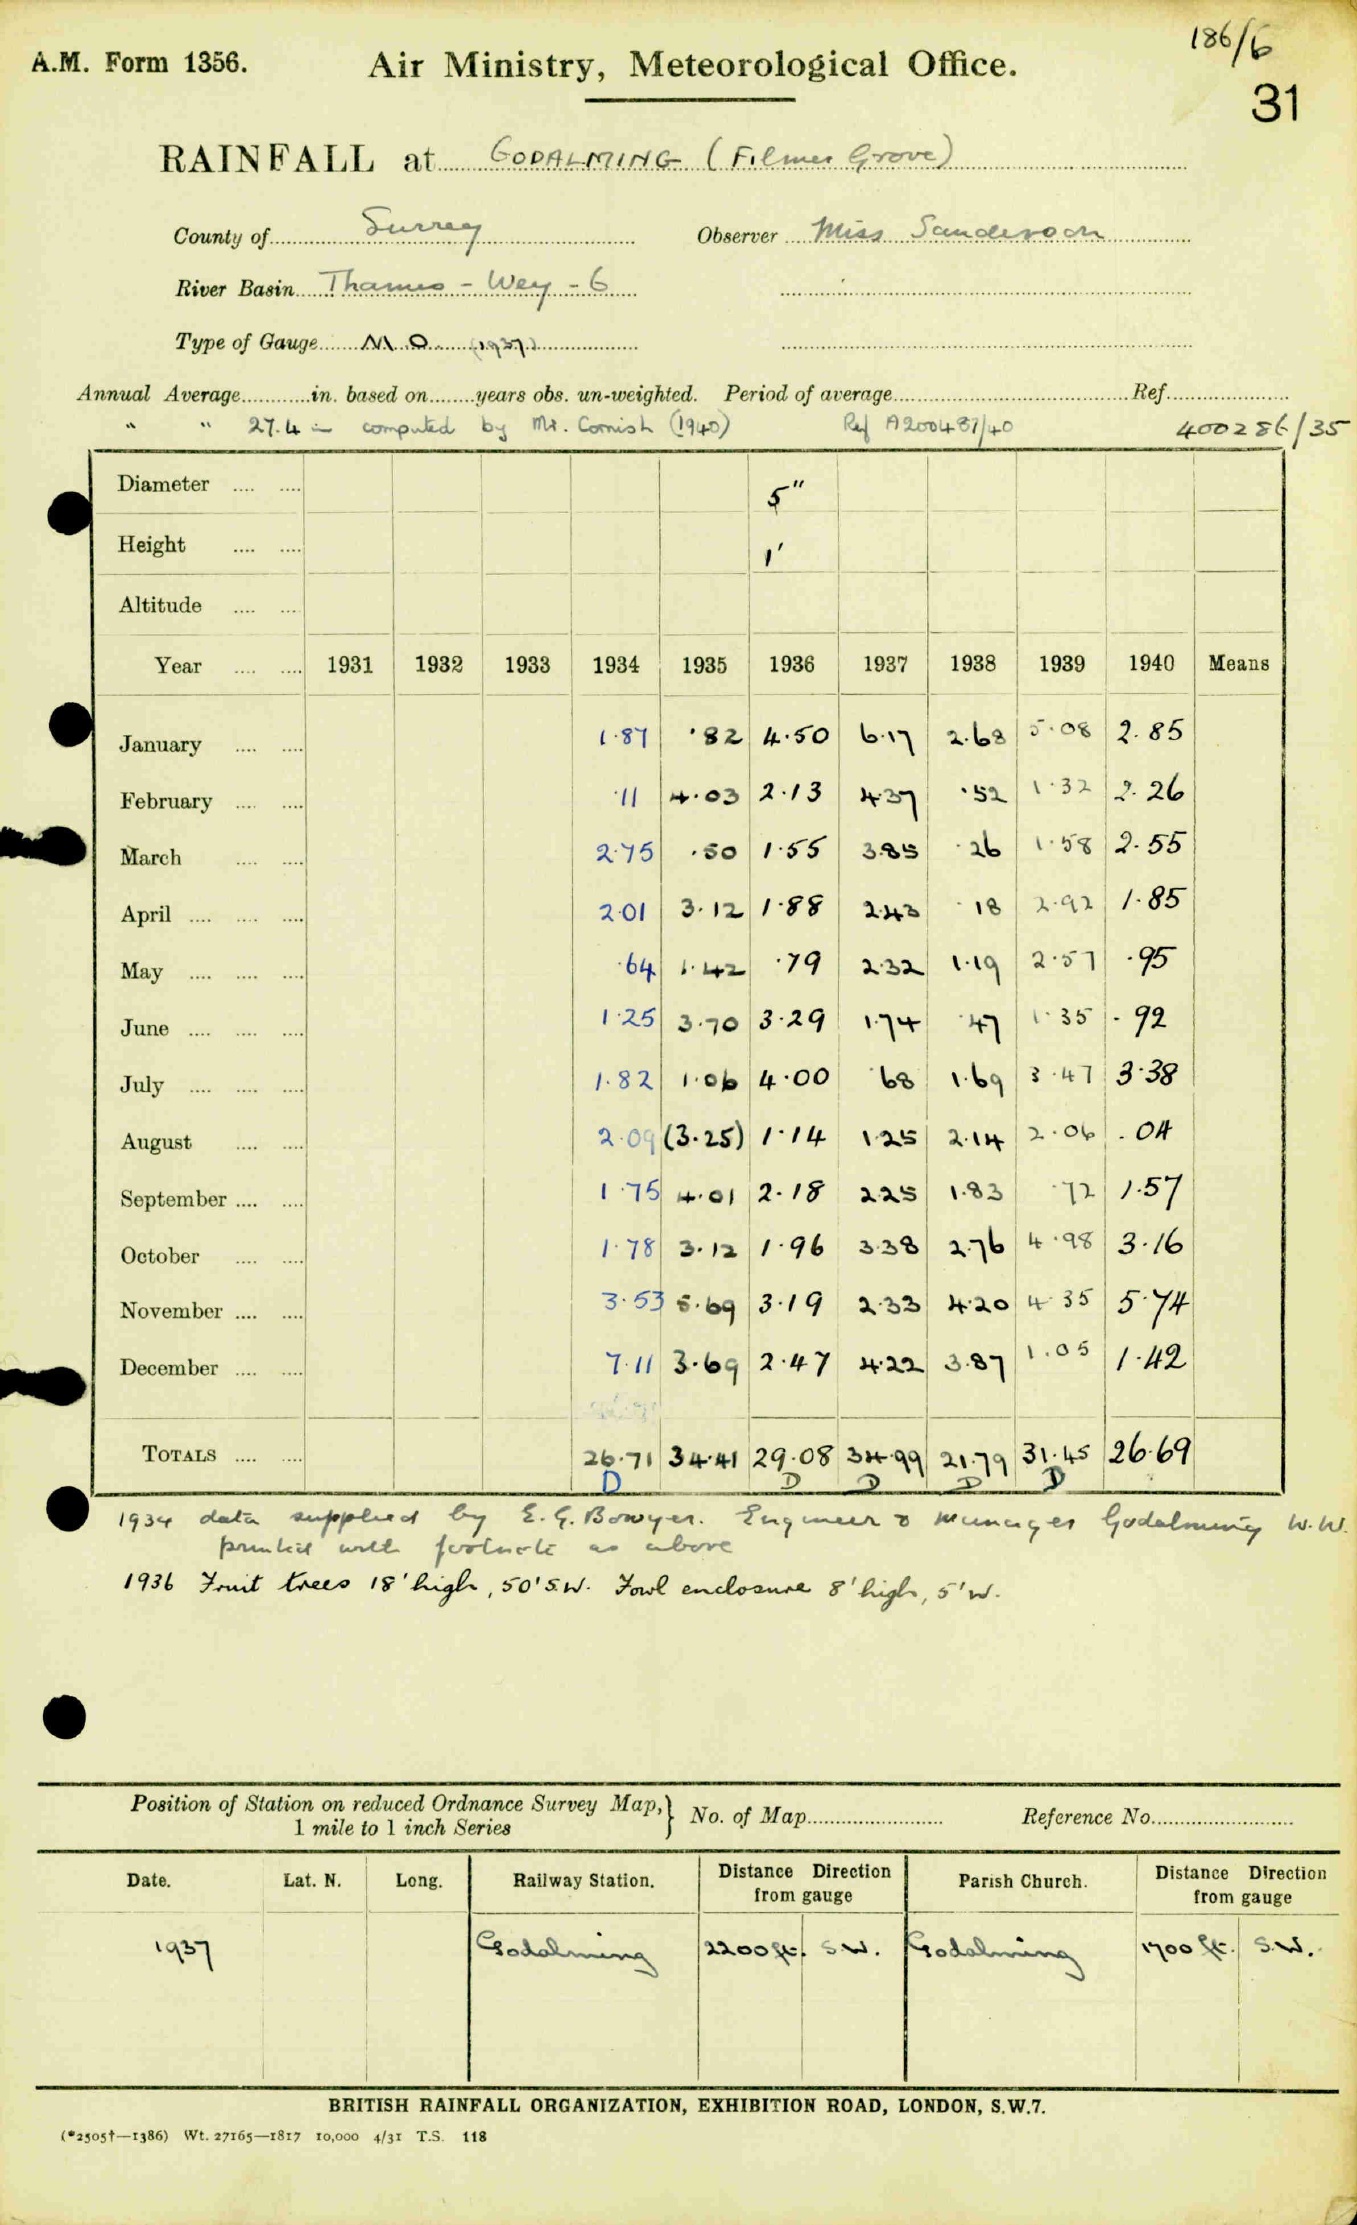 186/6
A.M. Form 1356. Air Ministry, Meteorological Office.
31
RAINFALL at GODALMING (Filmer Grove)
County of Surrey Observer Miss Sanderson
River Basin Thames - Wey - 6
Type of Gauge M.O. (1937)
Annual Average in. based on years obs. un-weighted. Period of average Ref.
" " 27.4 in computed by Mr. Cornish (1940) Ref A200487/40 400286/35
Diameter .... .... 5"
Height .... .... 1'
Altitude .... ....
Year .... .... 1931 1932 1933 1934 1935 1936 1937 1938 1939 1940 Means
January .... .... 1.87 .82 4.50 6.17 2.68 5.08 2.85
February .... .... .11 4.03 2.13 4.37 .52 1.32 2.26
March .... .... 2.75 .50 1.55 3.85 .26 1.58 2.55
April .... .... .... 2.01 3.12 1.88 2.43 .18 2.92 1.85
May .... .... .... .64 1.42 .79 2.32 1.19 2.57 .95
June .... .... .... 1.25 3.70 3.29 1.74 .47 1.35 .92
July .... .... .... 1.82 1.06 4.00 .68 1.69 3.47 3.38
August .... .... 2.09 (3.25) 1.14 1.25 2.14 2.06 .04
September .... .... 1.75 4.01 2.18 2.25 1.83 .72 1.57
October .... .... 1.78 3.12 1.96 3.38 2.76 4.98 3.16
November .... .... 3.53 5.69 3.19 2.33 4.20 4.35 5.74
December .... .... 7.11 3.69 2.47 4.22 3.87 1.05 1.42
TOTALS .... .... 26.71 34.41 29.08 34.99 21.79 31.45 26.69
D D D D D
1934 data supplied by E.G. Bowyer. Engineer & Manager Godalming W.W.
printed with footnote as above
1936 Fruit trees 18' high, 50' S.W. Fowl enclosure 8' high, 5' W.
Position of Station on reduced Ordnance Survey Map,} No. of Map Reference No.
1 mile to 1 inch Series
Date. Lat. N. Long. Railway Station. Distance Direction from gauge Parish Church. Distance Direction from gauge
1937 Godalming 2200 ft. S.W. Godalming 1700 ft. S.W.
BRITISH RAINFALL ORGANIZATION, EXHIBITION ROAD, LONDON, S.W.7.
(*2505†—1386) Wt. 27165—1817 10,000 4/31 T.S. 118